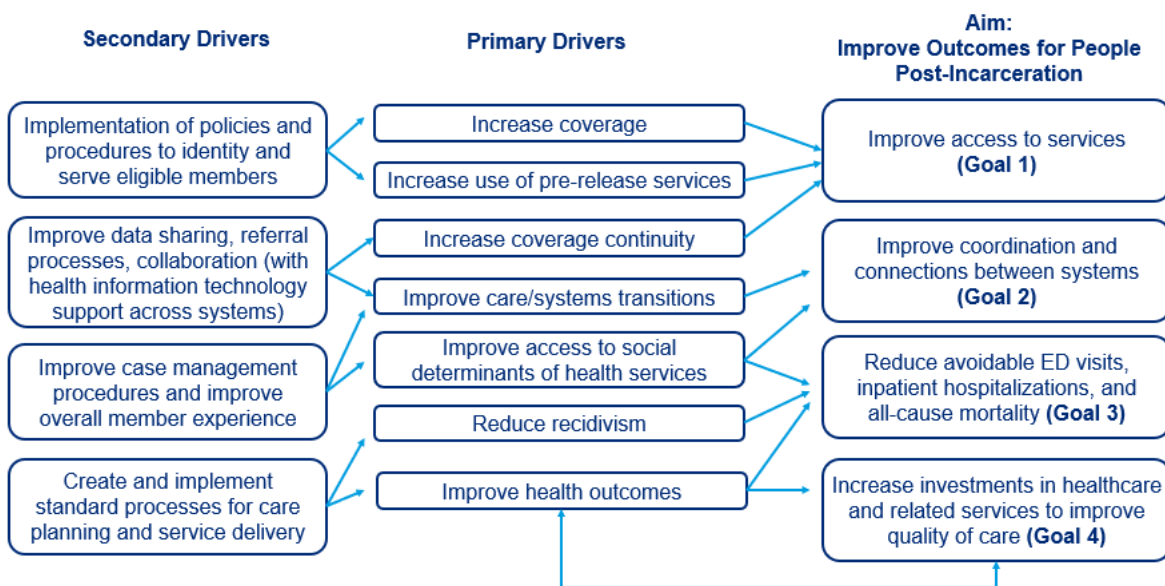 Secondary Drivers
Primary Drivers
Aim:
Improve Outcomes for People
Post-Incarceration
Implementation of policies and
procedures to identity and
serve eligible members
Improve data sharing, referral
processes, collaboration (with
health information technology
support across systems)
Improve case management
procedures and improve
overall member experience
Create and implement
standard processes for care
planning and service delivery
Increase coverage
Increase use of pre-release services
Increase coverage continuity
Improve care/systems transitions
Improve access to social
determinants of health services
Reduce recidivism
Improve health outcomes
Improve access to services
(Goal 1)
Improve coordination and
connections between systems
(Goal 2)
Reduce avoidable ED visits,
inpatient hospitalizations, and
all-cause mortality (Goal 3)
Increase investments in healthcare
and related services to improve
quality of care (Goal 4)